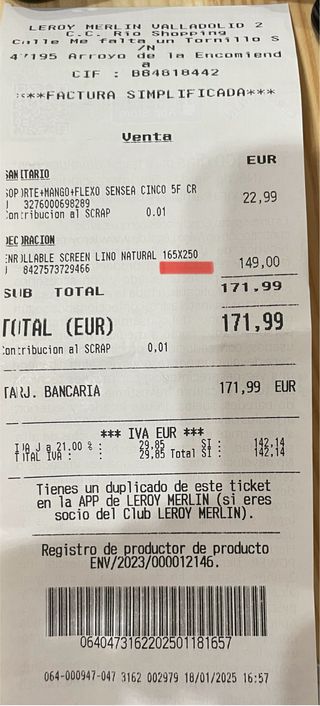 LEROY MERLIN VALLADOLID 2
C.C. Rio Shopping
Calle Me falta un Tornillo S
/N
47195 Arroyo de la Encomiend
a
CIF : B84818442
***FACTURA SIMPLIFICADA***
Venta
EUR
SANITARIO
SOPORTE+MANGO+FLEXO SENSEA CINCO 5F CR
3276000698289 22,99
Contribucion al SCRAP 0.01
DECORACION
ENROLLABLE SCREEN LINO NATURAL 165X250
8427573729466 149,00
SUB TOTAL 171,99
TOTAL (EUR) 171,99
Contribucion al SCRAP 0,01
TARJ. BANCARIA 171,99 EUR
*** IVA EUR ***
21.00 % : 29.85 SI : 142.14
TOTAL IVA : 29.85 Total SI : 142.14
Tienes un duplicado de este ticket
en la APP de LEROY MERLIN (si eres
socio del Club LEROY MERLIN).
Registro de productor de producto
ENV/2023/000012146.
0640473162202501181657
064-000947-047 3162 002979 18/01/2025 16:57